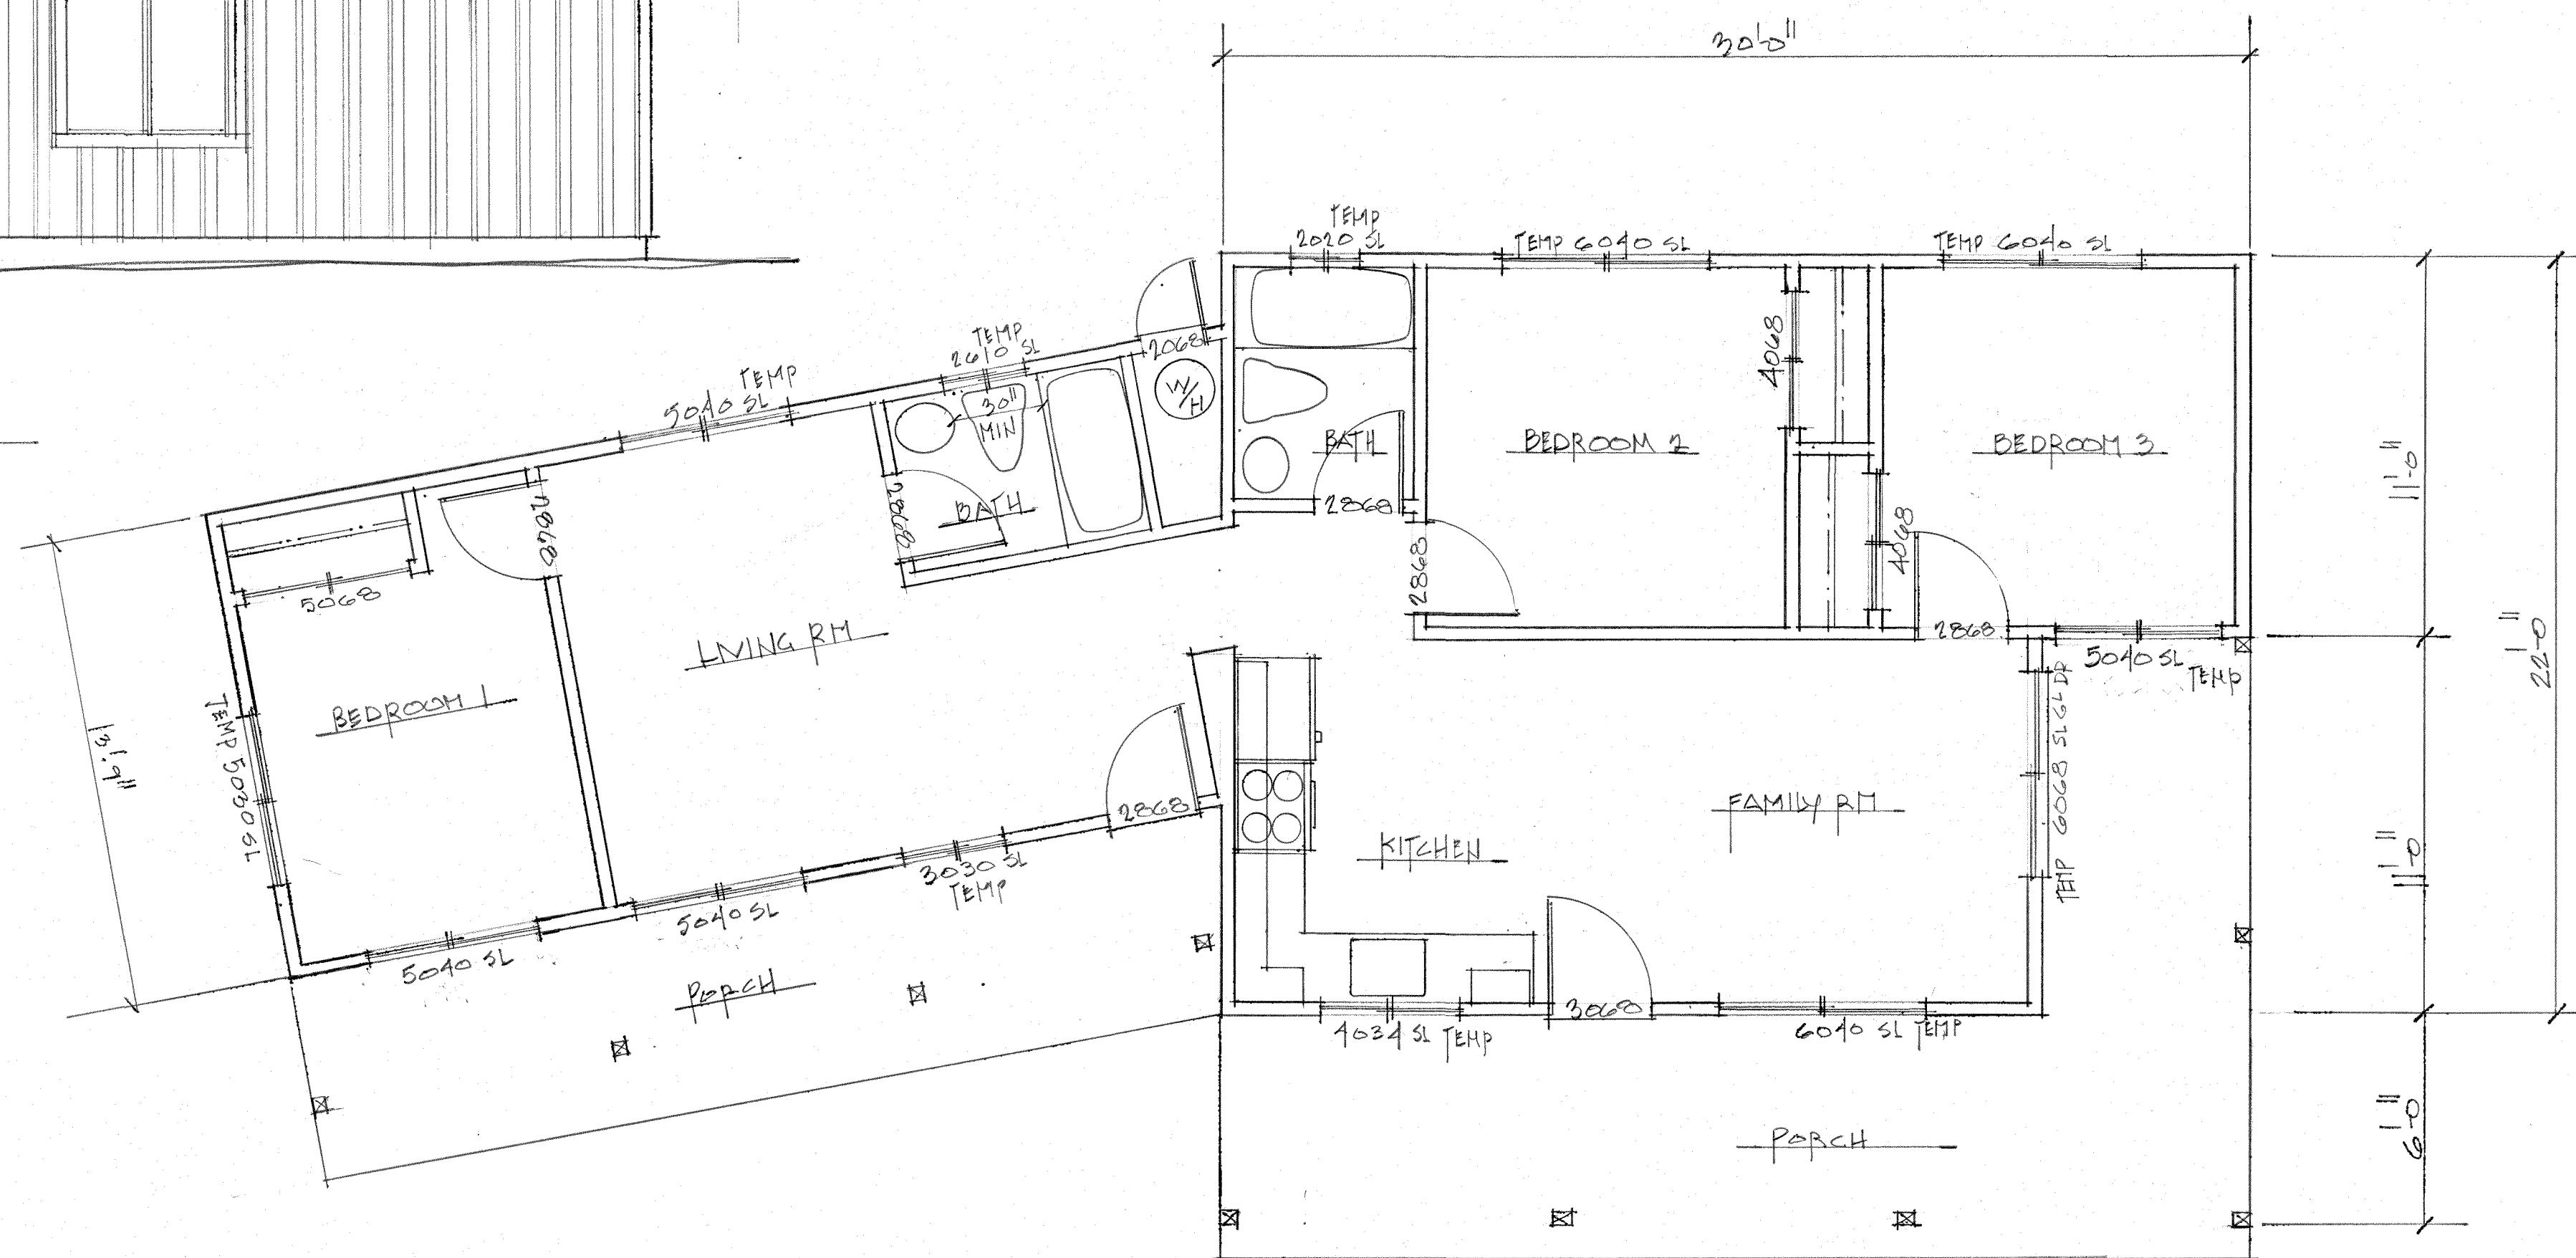 30'-0"
TEMP
2020 SL
TEMP 6040 SL
TEMP 6040 SL
TEMP
2610 SL
2068
TEMP
5040 SL
W/H
30"
MIN
BATH
2868
BATH
2868
2868
BEDROOM 2
4068
4068
BEDROOM 3
2868
5040 SL
TEMP
11'-0"
22'-0"
2868
5068
LIVING RM
BEDROOM 1
TEMP 5030 SL
13'-9"
2868
3030 SL
TEMP
5040 SL
5040 SL
PORCH
KITCHEN
FAMILY RM
TEMP 6068 SL GL DR
11'-0"
3068
4034 SL TEMP
6040 SL TEMP
PORCH
6'-0"